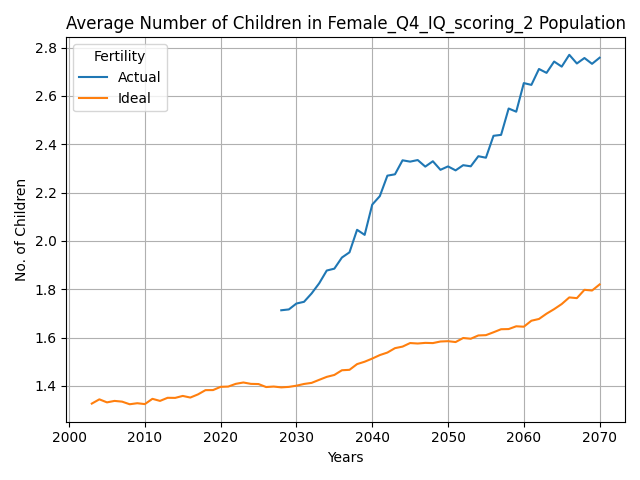 Average Number of Children in Female_Q4_IQ_scoring_2 Population
Fertility
Actual
Ideal
No. of Children
2.8
2.6
2.4
2.2
2.0
1.8
1.6
1.4
2000 2010 2020 2030 2040 2050 2060 2070
Years